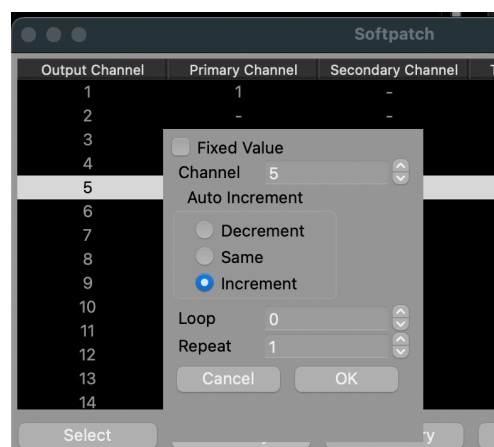 Softpatch
Output Channel Primary Channel Secondary Channel
1 1 -
2 - -
3
4
5
6
7
8
9
10
11
12
13
14
Fixed Value
Channel 5
Auto Increment
Decrement
Same
Increment
Loop 0
Repeat 1
Cancel OK
Select